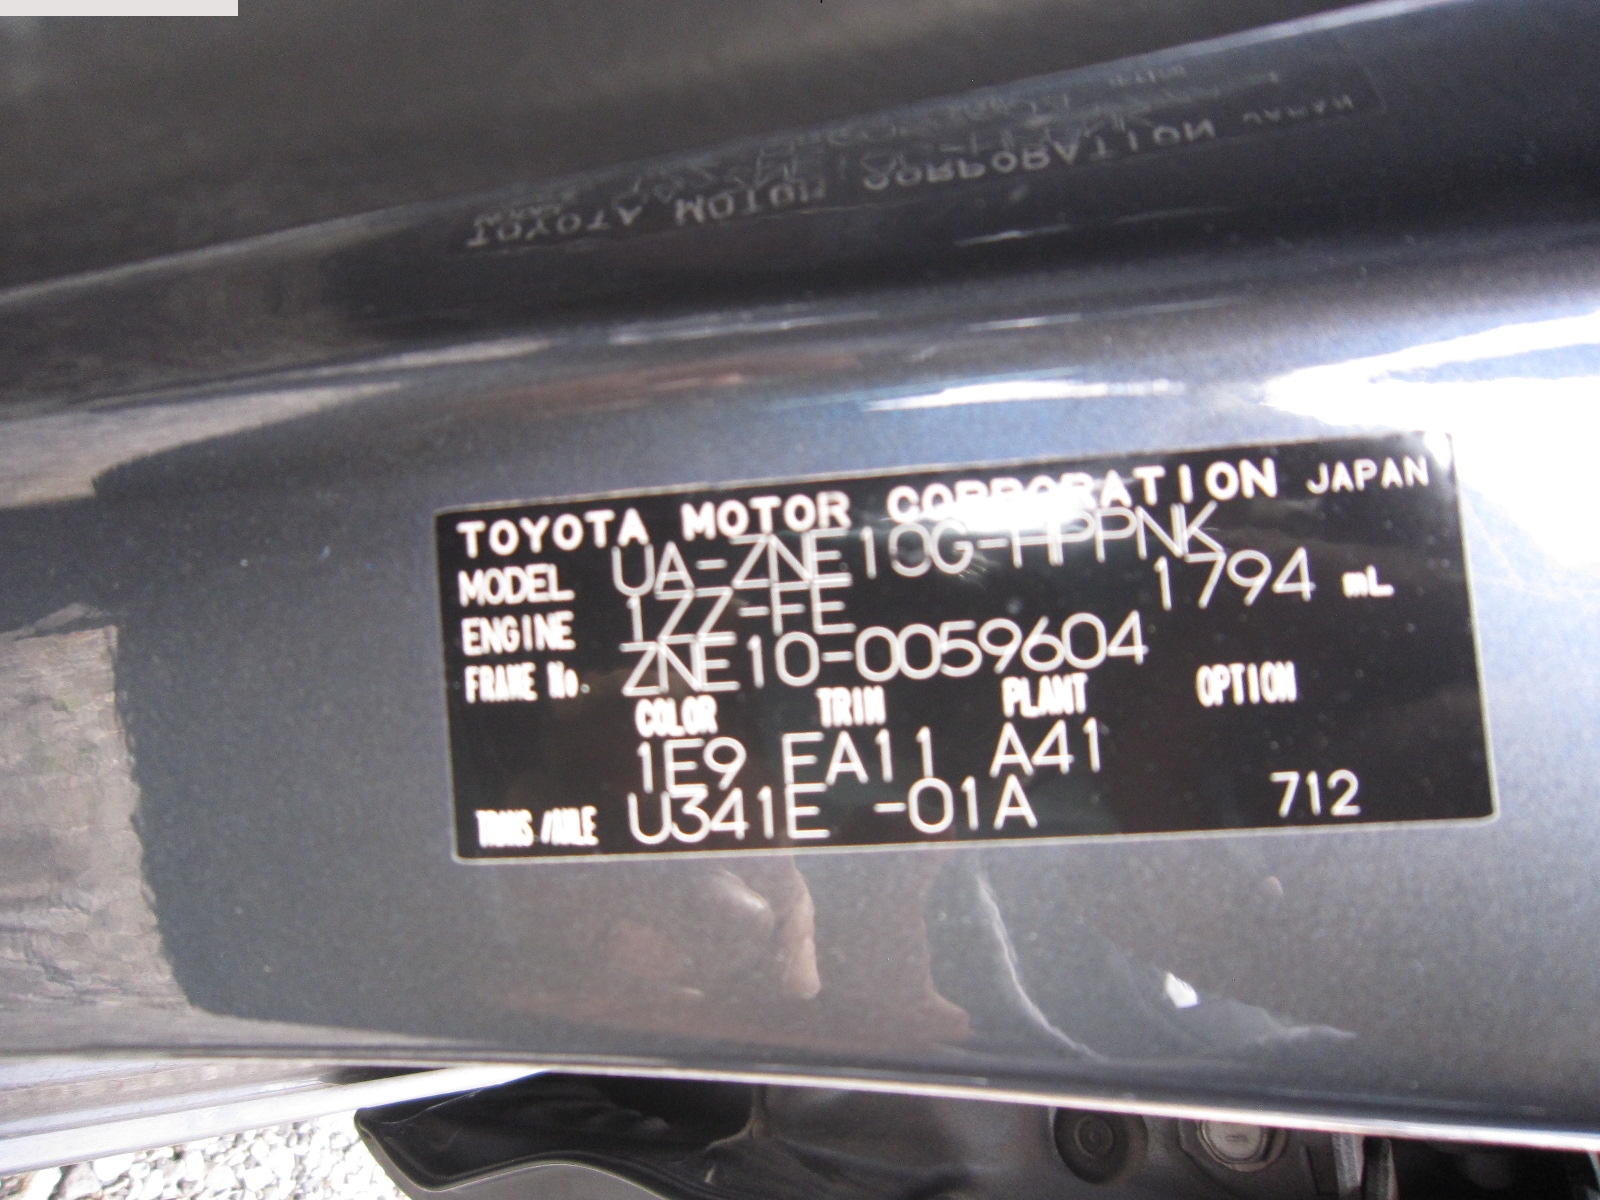 TOYOTA MOTOR CORPORATION JAPAN
MODEL UA-ZNE10G-HPPNK
ENGINE 1ZZ-FE 1794 mL
FRAME No. ZNE10-0059604
COLOR TRIM PLANT OPTION
1E9 EA11 A41
TRANS/AXLE U341E -01A 712